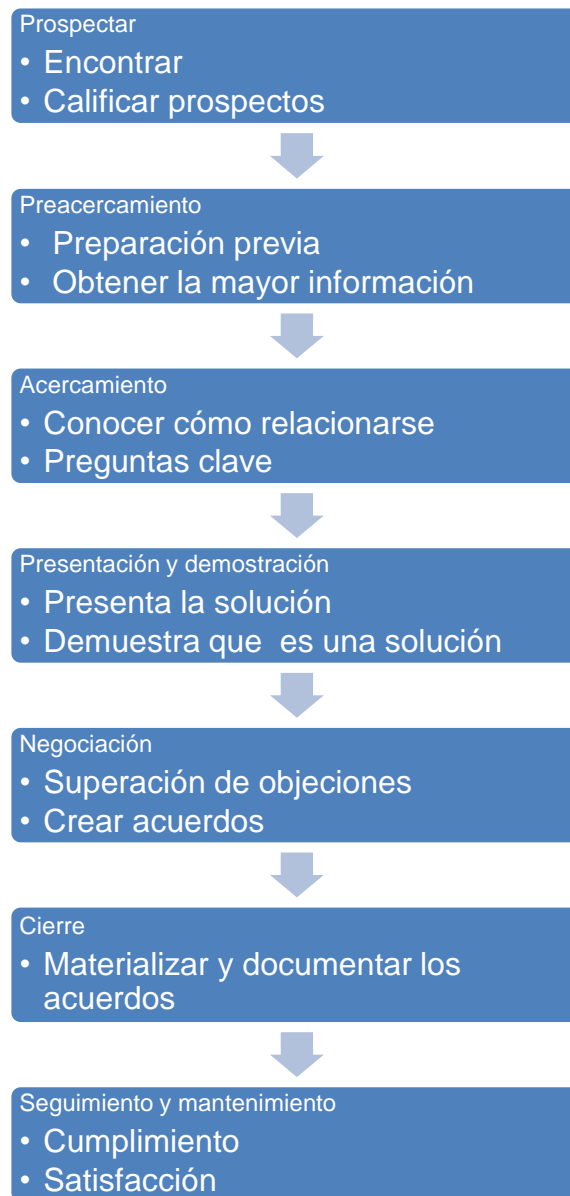 Prospectar
• Encontrar
• Calificar prospectos
Preacercamiento
• Preparación previa
• Obtener la mayor información
Acercamiento
• Conocer cómo relacionarse
• Preguntas clave
Presentación y demostración
• Presenta la solución
• Demuestra que es una solución
Negociación
• Superación de objeciones
• Crear acuerdos
Cierre
• Materializar y documentar los
acuerdos
Seguimiento y mantenimiento
• Cumplimiento
• Satisfacción